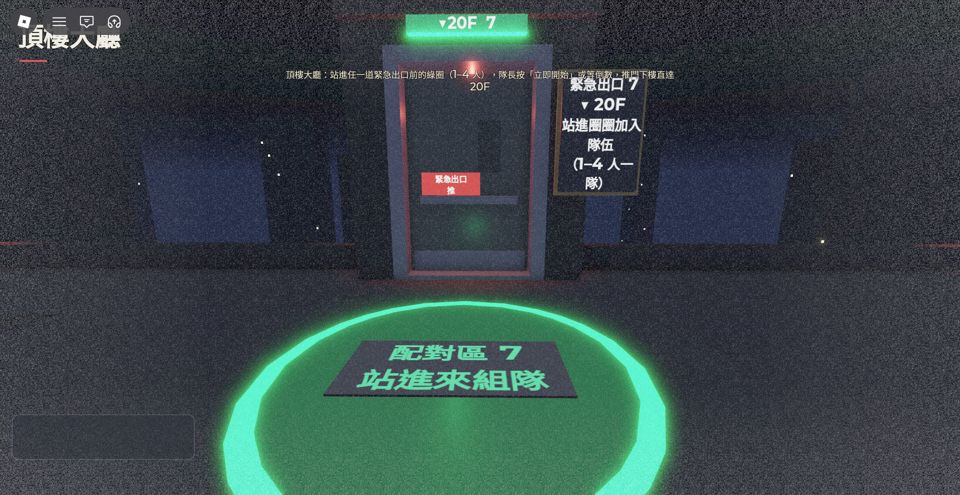 ▼20F 7
頂樓大廳
頂樓大廳：站進任一道緊急出口前的綠圈（1–4 人），隊長按「立即開始」或等倒數，推門下樓直達
20F
緊急出口 7
▼ 20F
站進圈圈加入
隊伍
（1–4 人一
隊）
緊急出口
推
配對區 7
站進來組隊